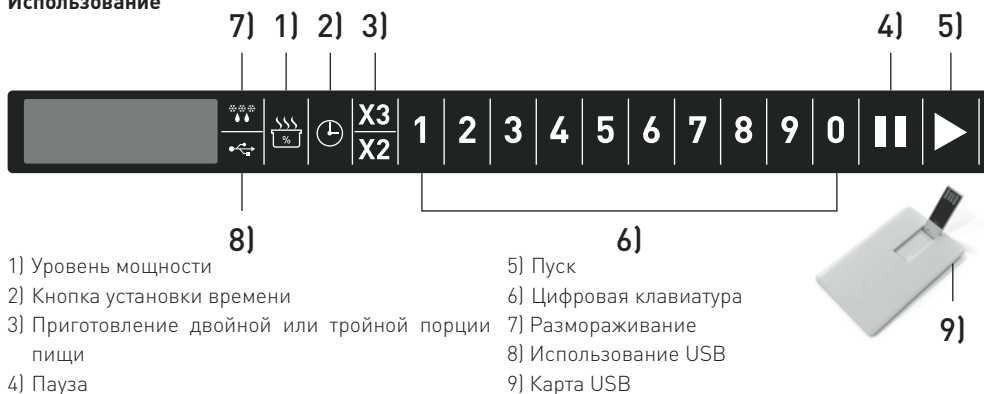 Использование
7) 1) 2) 3) 4) 5)
% X3 1 2 3 4 5 6 7 8 9 0
X2
8) 6)
9)
1) Уровень мощности
2) Кнопка установки времени
3) Приготовление двойной или тройной порции
пищи
4) Пауза
5) Пуск
6) Цифровая клавиатура
7) Размораживание
8) Использование USB
9) Карта USB